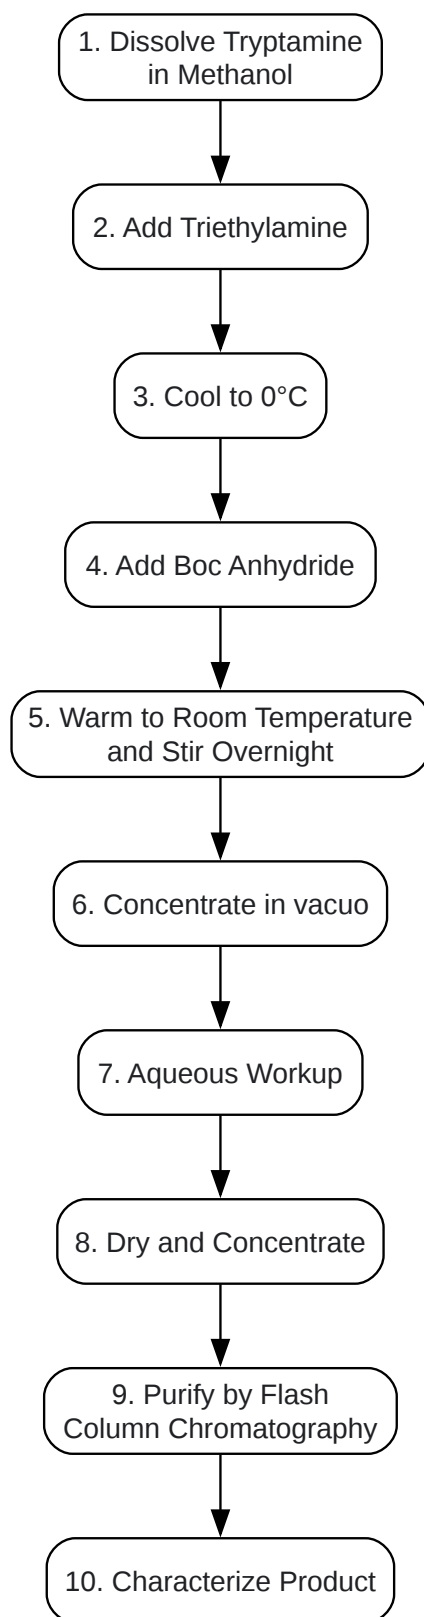 1. Dissolve Tryptamine
in Methanol
2. Add Triethylamine
3. Cool to 0°C
4. Add Boc Anhydride
5. Warm to Room Temperature
and Stir Overnight
6. Concentrate in vacuo
7. Aqueous Workup
8. Dry and Concentrate
9. Purify by Flash
Column Chromatography
10. Characterize Product